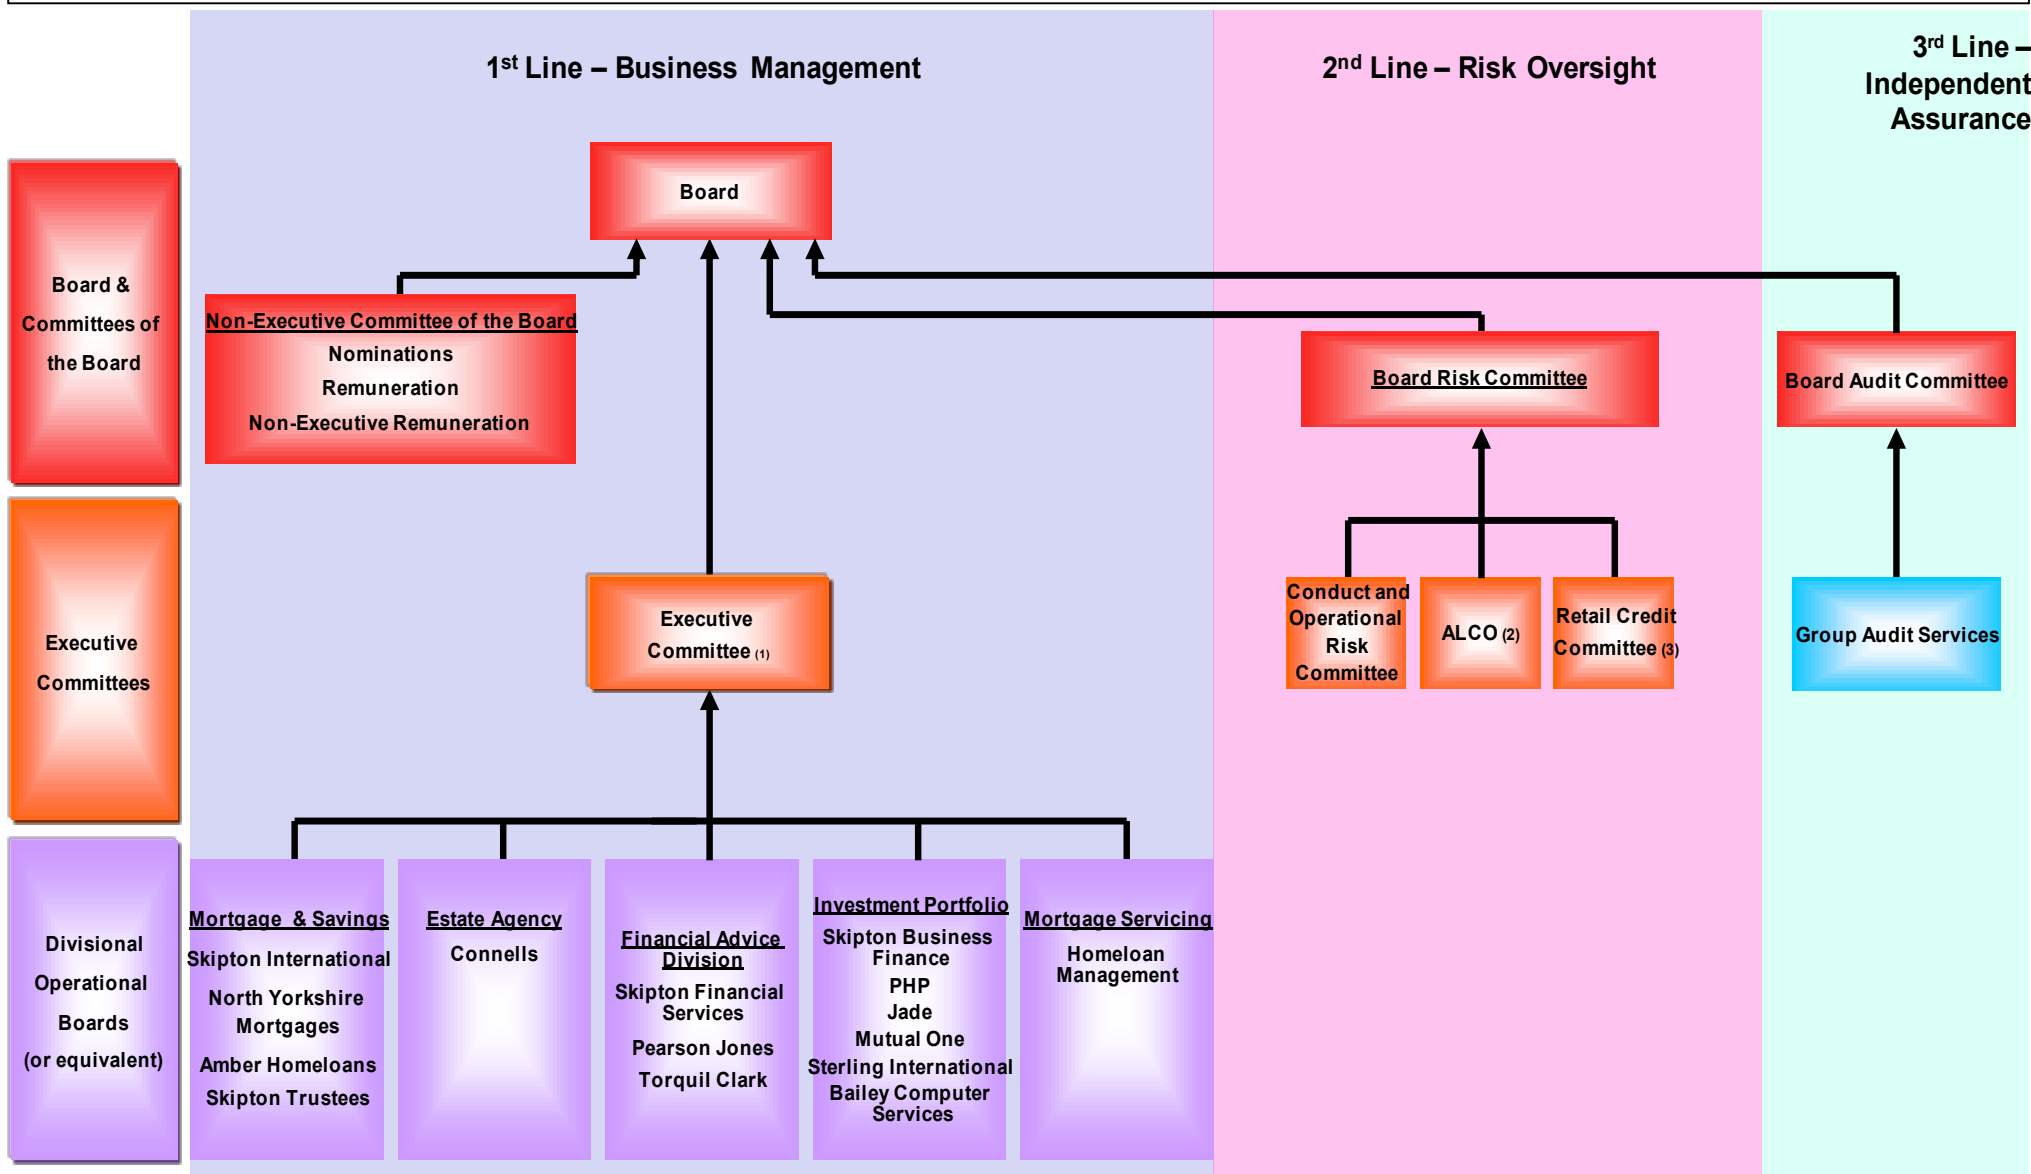 1st Line – Business Management
2nd Line – Risk Oversight
3rd Line –
Independent
Assurance
Board &
Committees of
the Board
Board
Non-Executive Committee of the Board
Nominations
Remuneration
Non-Executive Remuneration
Board Risk Committee
Board Audit Committee
Executive
Committees
Executive
Committee (1)
Conduct and
Operational
Risk
Committee
ALCO (2)
Retail Credit
Committee (3)
Group Audit Services
Divisional
Operational
Boards
(or equivalent)
Mortgage & Savings
Skipton International
North Yorkshire
Mortgages
Amber Homeloans
Skipton Trustees
Estate Agency
Connells
Financial Advice
Division
Skipton Financial
Services
Pearson Jones
Torquil Clark
Investment Portfolio
Skipton Business
Finance
PHP
Jade
Mutual One
Sterling International
Bailey Computer
Services
Mortgage Servicing
Homeloan
Management